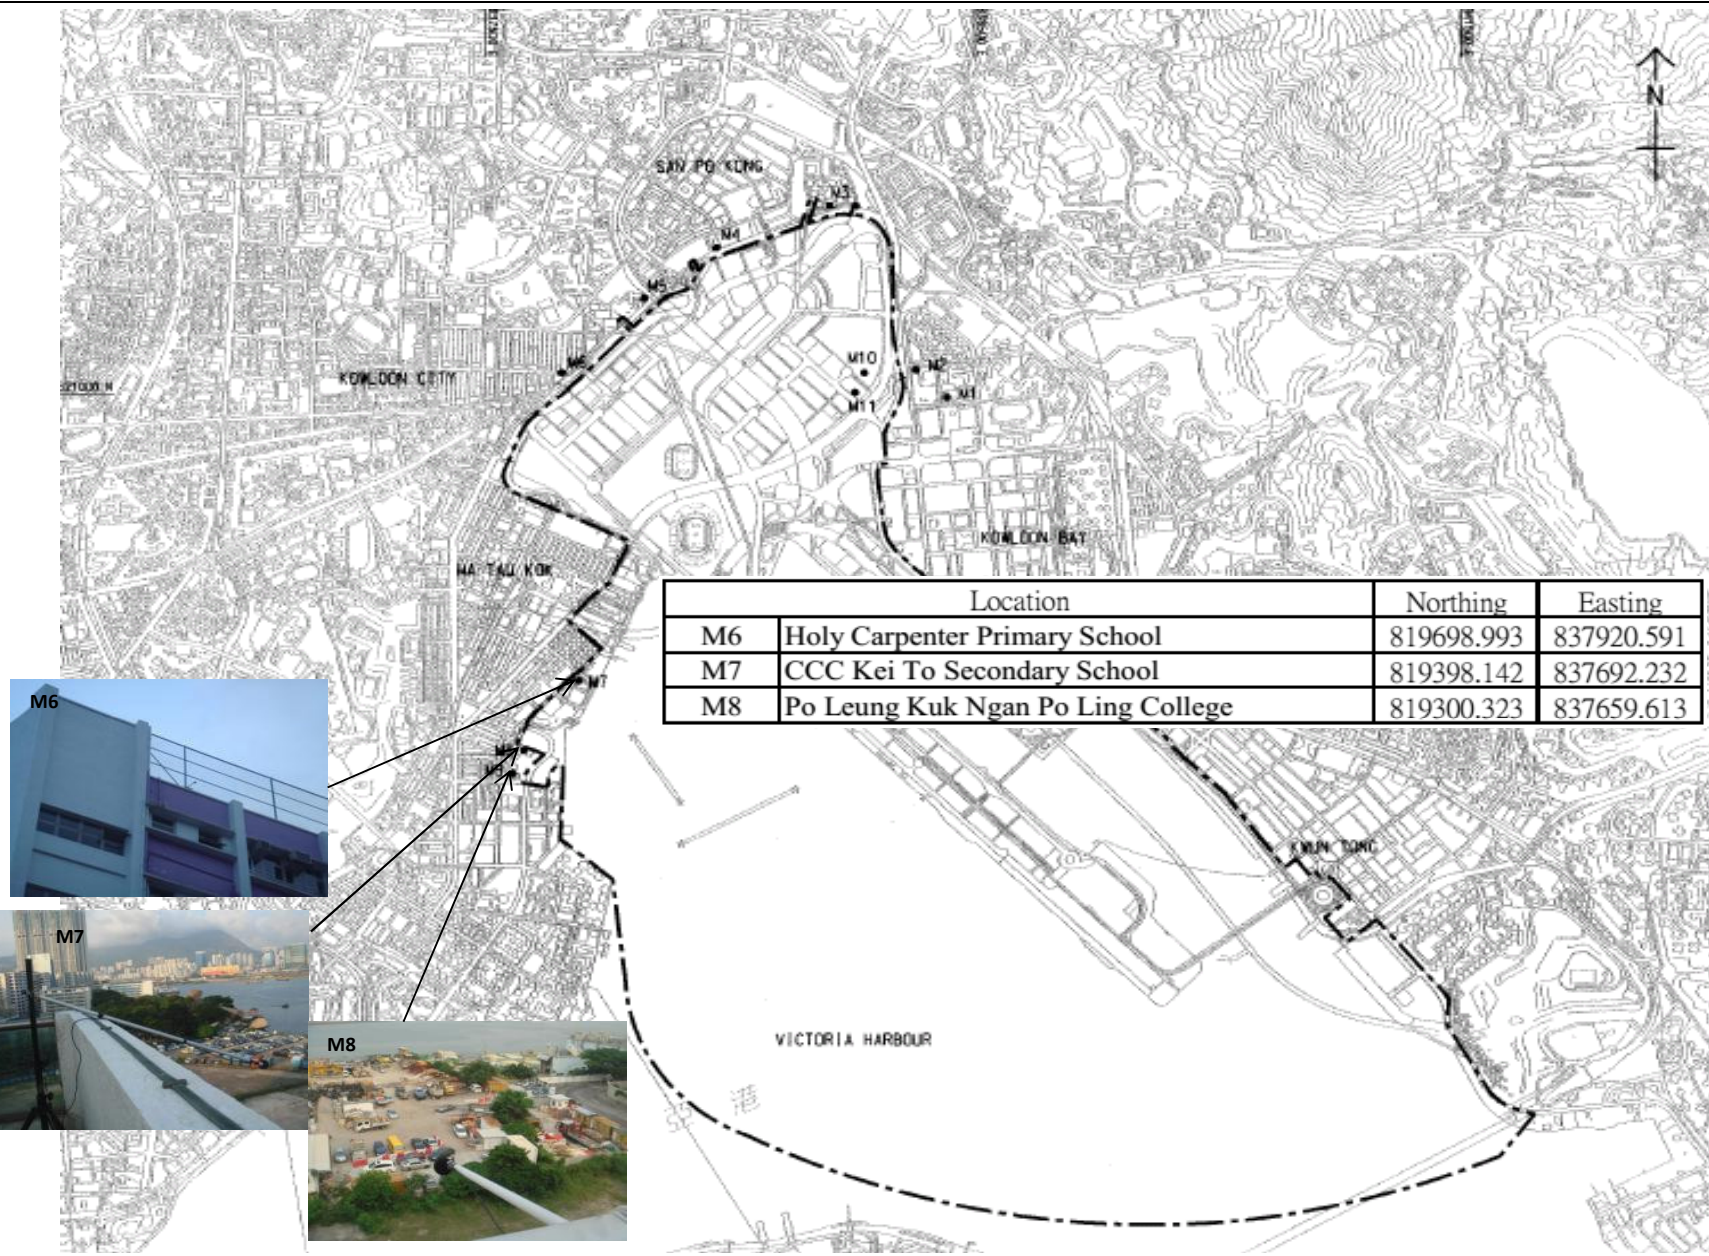 N
SAN PO KONG
M3
M4
M5
M6
KOWLOON CITY
M10
M11
M2
M1
KOWLOON BAY
MA TAU KOK
Location Northing Easting
M6 Holy Carpenter Primary School 819698.993 837920.591
M7 CCC Kei To Secondary School 819398.142 837692.232
M8 Po Leung Kuk Ngan Po Ling College 819300.323 837659.613
M7
M9
M6
KWUN TONG
M7
VICTORIA HARBOUR
M8
港